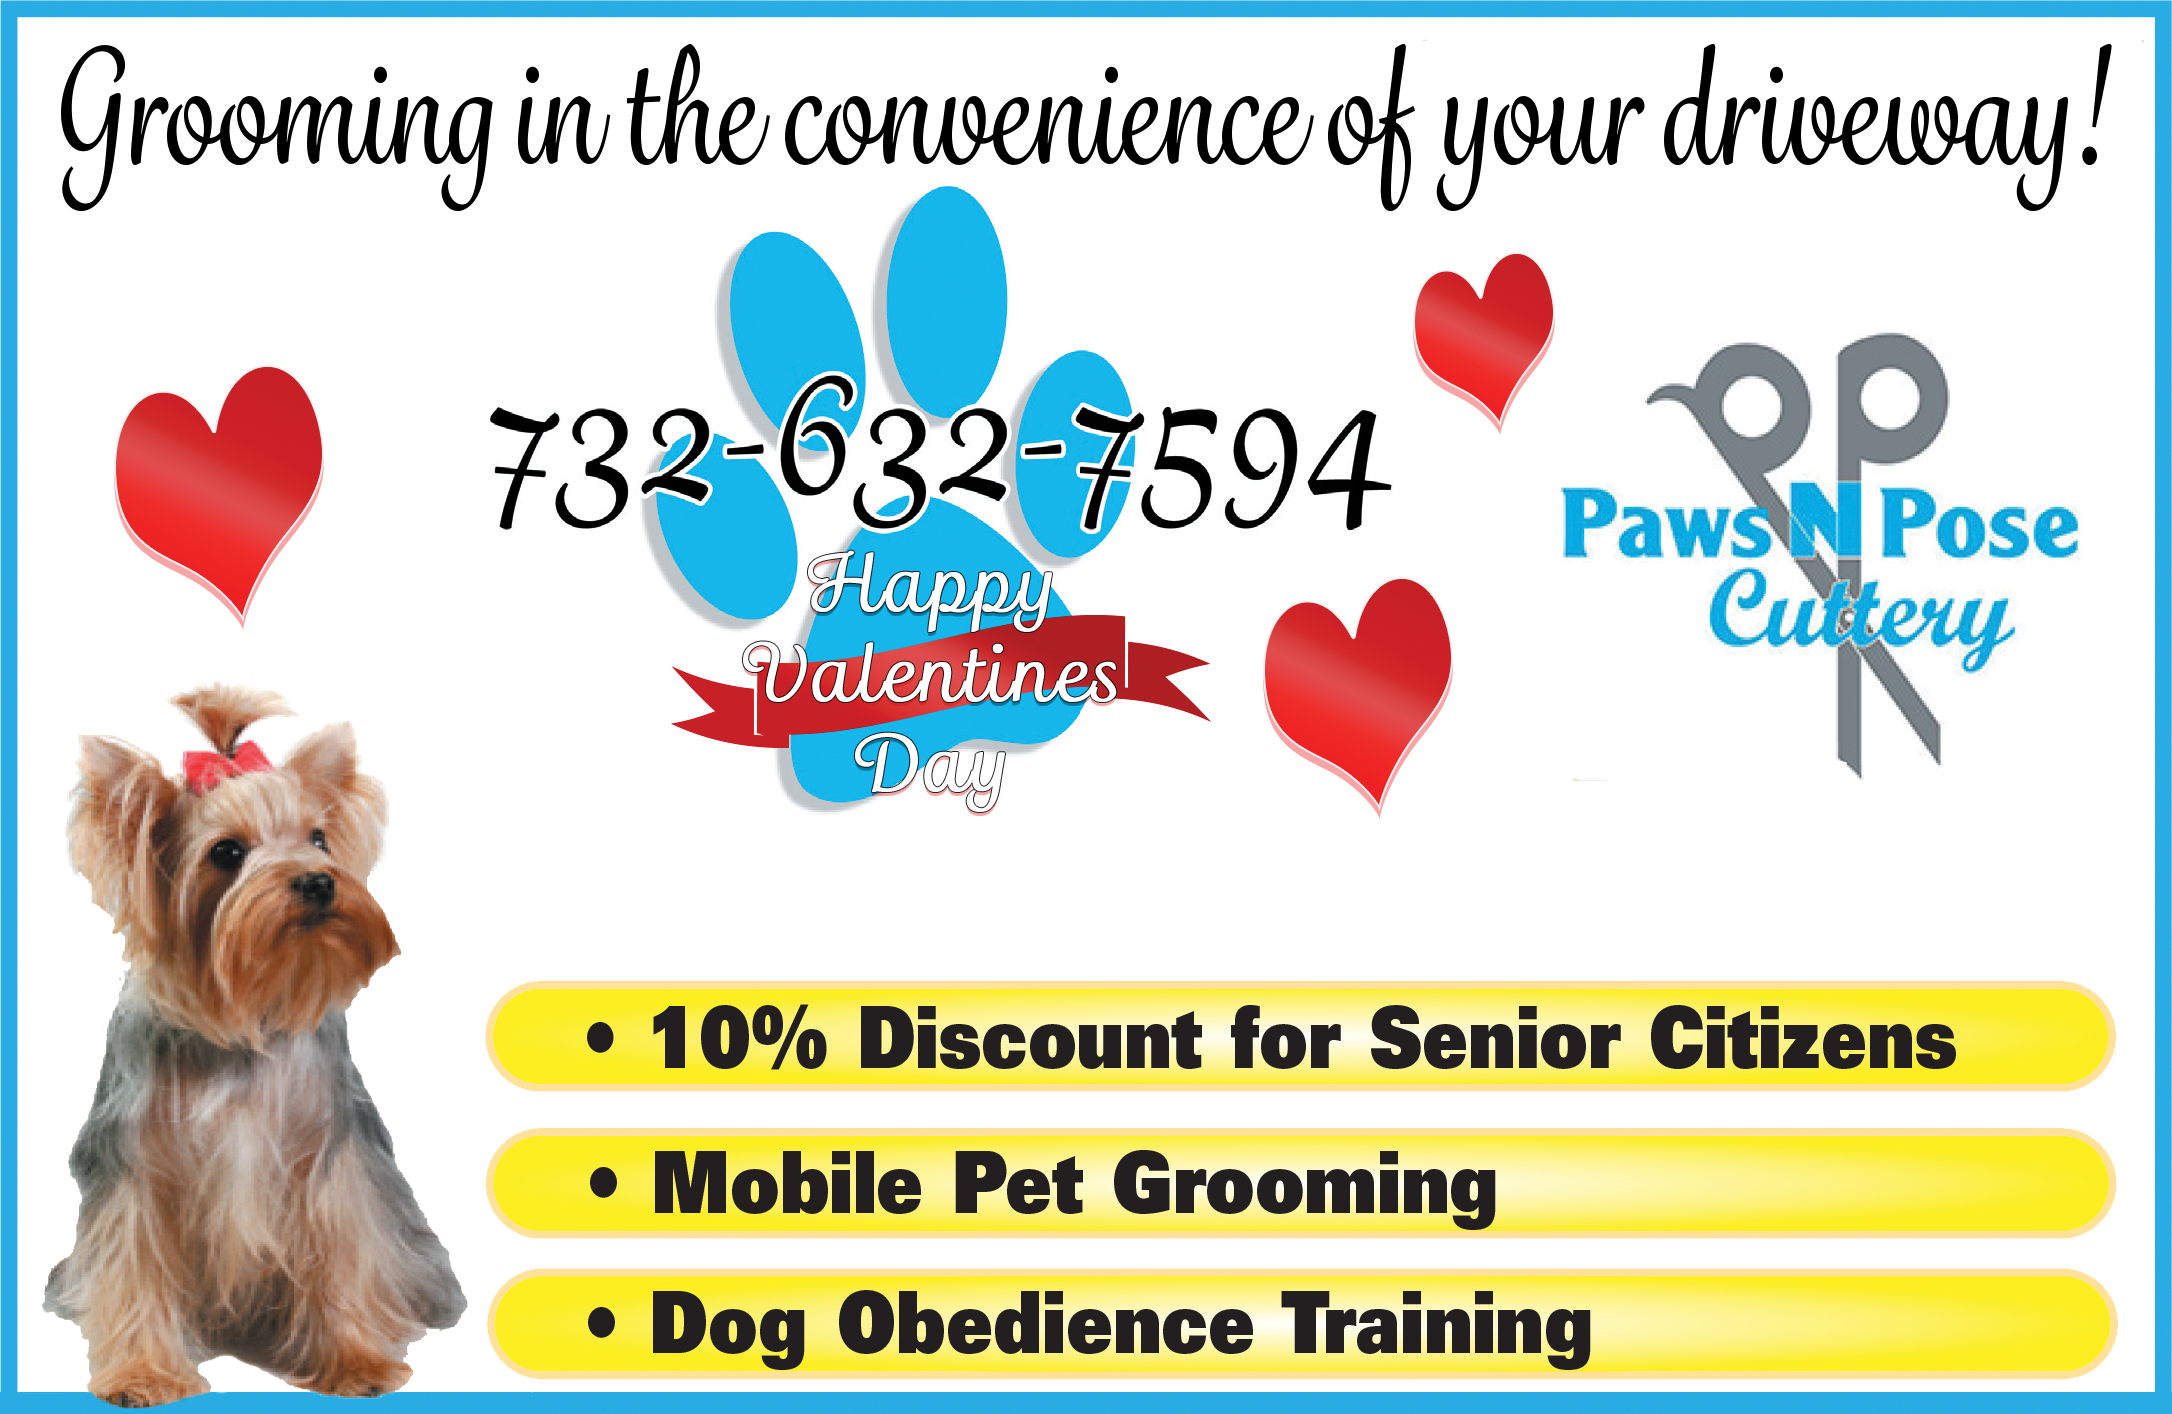 Grooming in the convenience of your driveway!
732-632-7594
Happy
Valentines
Day
PP
Paws N Pose
Cuttery
• 10% Discount for Senior Citizens
• Mobile Pet Grooming
• Dog Obedience Training